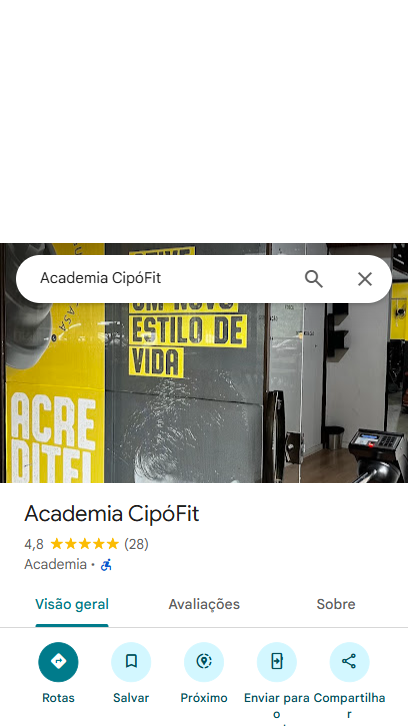 Academia CipóFit
UM NOVO
ESTILO DE
VIDA
ACRE
DITE!
Academia CipóFit
4,8 (28)
Academia ·
Visão geral Avaliações Sobre
Rotas Salvar Próximo Enviar para o Compartilhar